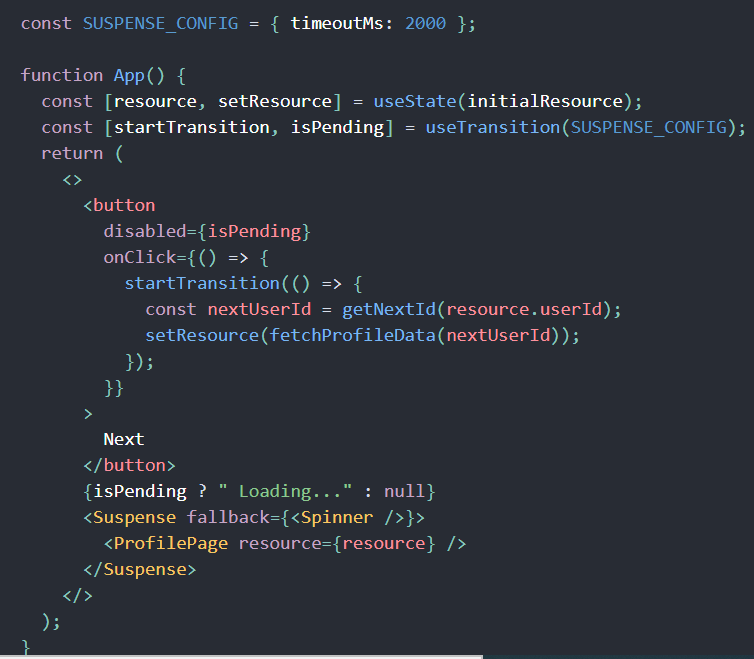 const SUSPENSE_CONFIG = { timeoutMs: 2000 };

function App() {
  const [resource, setResource] = useState(initialResource);
  const [startTransition, isPending] = useTransition(SUSPENSE_CONFIG);
  return (
    <>
      <button
        disabled={isPending}
        onClick={() => {
          startTransition(() => {
            const nextUserId = getNextId(resource.userId);
            setResource(fetchProfileData(nextUserId));
          });
        }}
      >
        Next
      </button>
      {isPending ? " Loading..." : null}
      <Suspense fallback={<Spinner />}>
        <ProfilePage resource={resource} />
      </Suspense>
    </>
  );
}